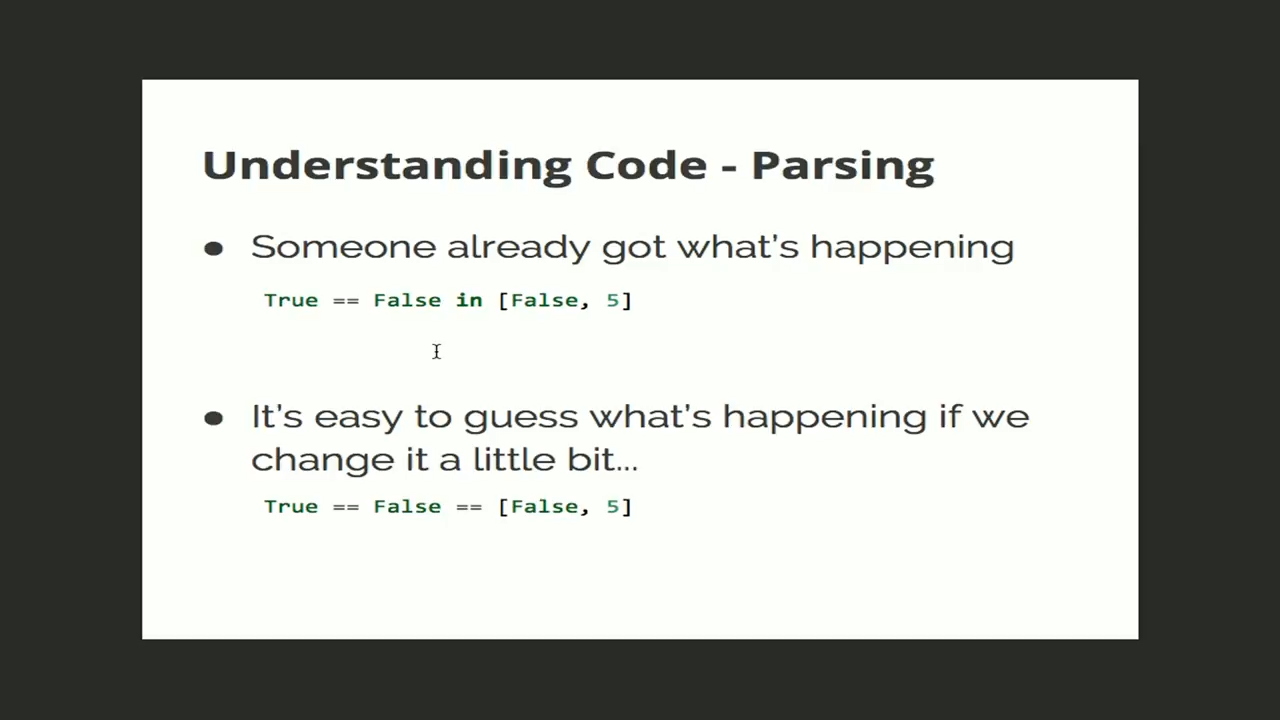 Understanding Code - Parsing
● Someone already got what's happening
True == False in [False, 5]
● It's easy to guess what's happening if we
change it a little bit...
True == False == [False, 5]